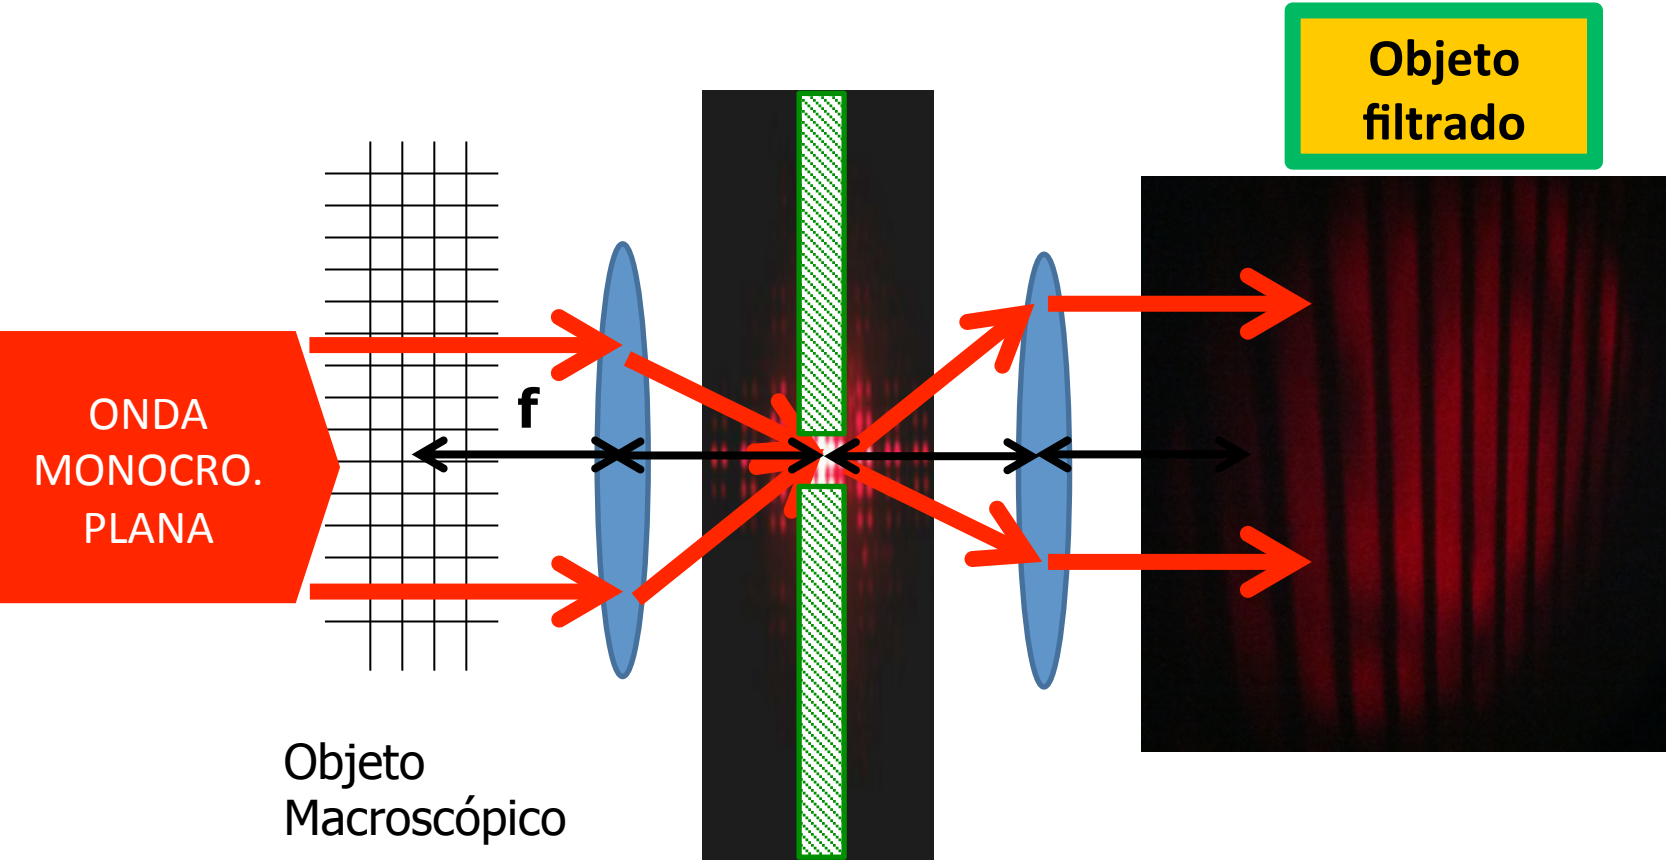 Objeto
filtrado
f
ONDA
MONOCRO.
PLANA
Objeto
Macroscópico